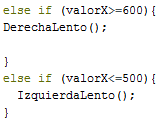 else if (valorX>=600){
DerechaLento();
}
else if (valorX<=500){
IzquierdaLento();
}